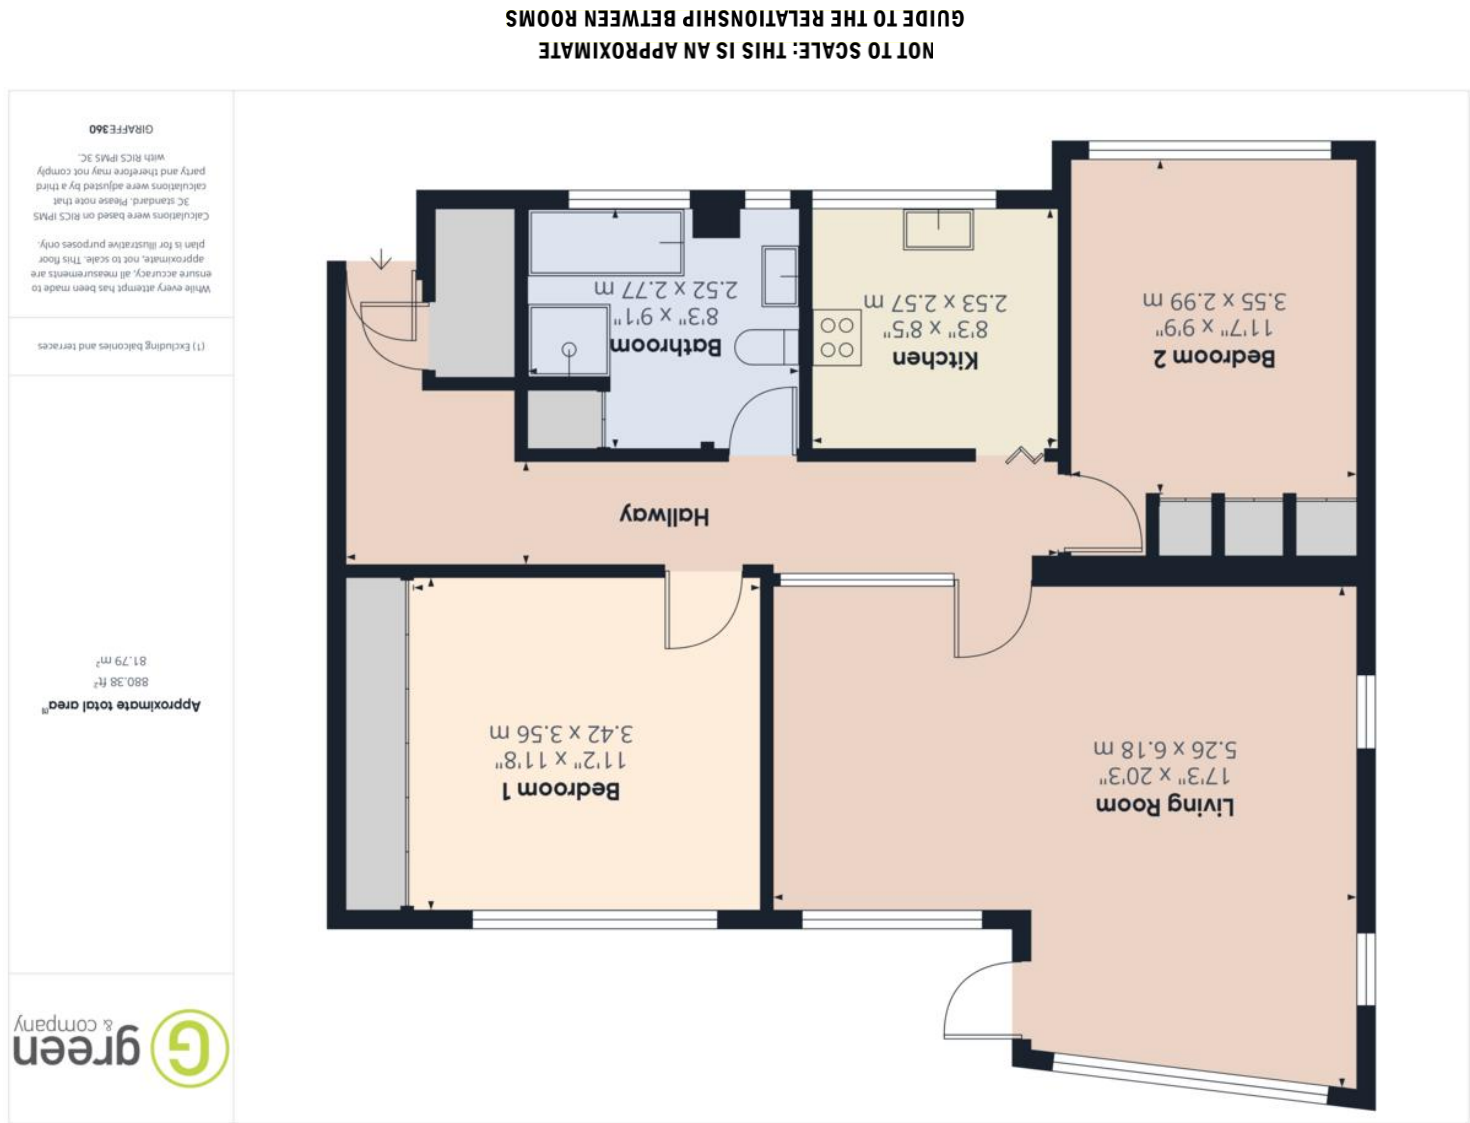 Living Room
17'3" x 20'3"
5.26 x 6.18 m
Bedroom 1
11'2" x 11'8"
3.42 x 3.56 m
Hallway
Bedroom 2
11'7" x 9'9"
3.55 x 2.99 m
Kitchen
8'3" x 8'5"
2.53 x 2.57 m
Bathroom
8'3" x 9'1"
2.52 x 2.77 m
G
green
& company
Approximate total area⁽¹⁾
880.38 ft²
81.79 m²
(1) Excluding balconies and terraces
While every attempt has been made to
ensure accuracy, all measurements are
approximate, not to scale. This floor
plan is for illustrative purposes only.
Calculations were based on RICS IPMS
3C standard. Please note that
calculations were adjusted by a third
party and therefore may not comply
with RICS IPMS 3C.
GIRAFFE360
NOT TO SCALE: THIS IS AN APPROXIMATE
GUIDE TO THE RELATIONSHIP BETWEEN ROOMS